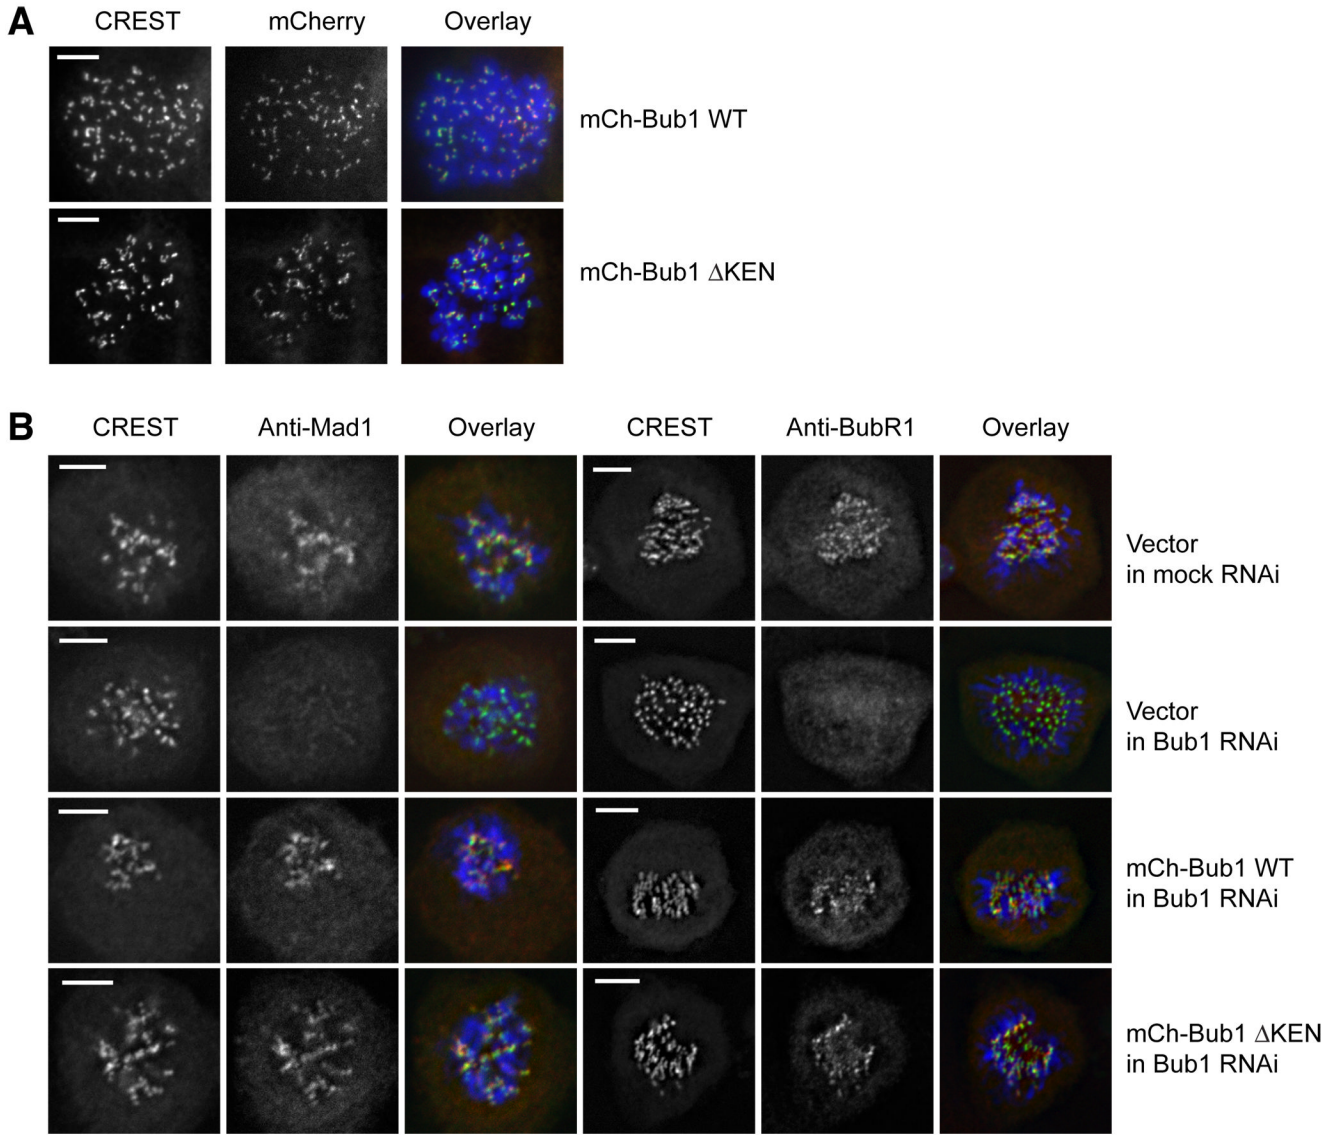 A
CREST mCherry Overlay
mCh-Bub1 WT
mCh-Bub1 ΔKEN
B
CREST Anti-Mad1 Overlay CREST Anti-BubR1 Overlay
Vector
in mock RNAi
Vector
in Bub1 RNAi
mCh-Bub1 WT
in Bub1 RNAi
mCh-Bub1 ΔKEN
in Bub1 RNAi